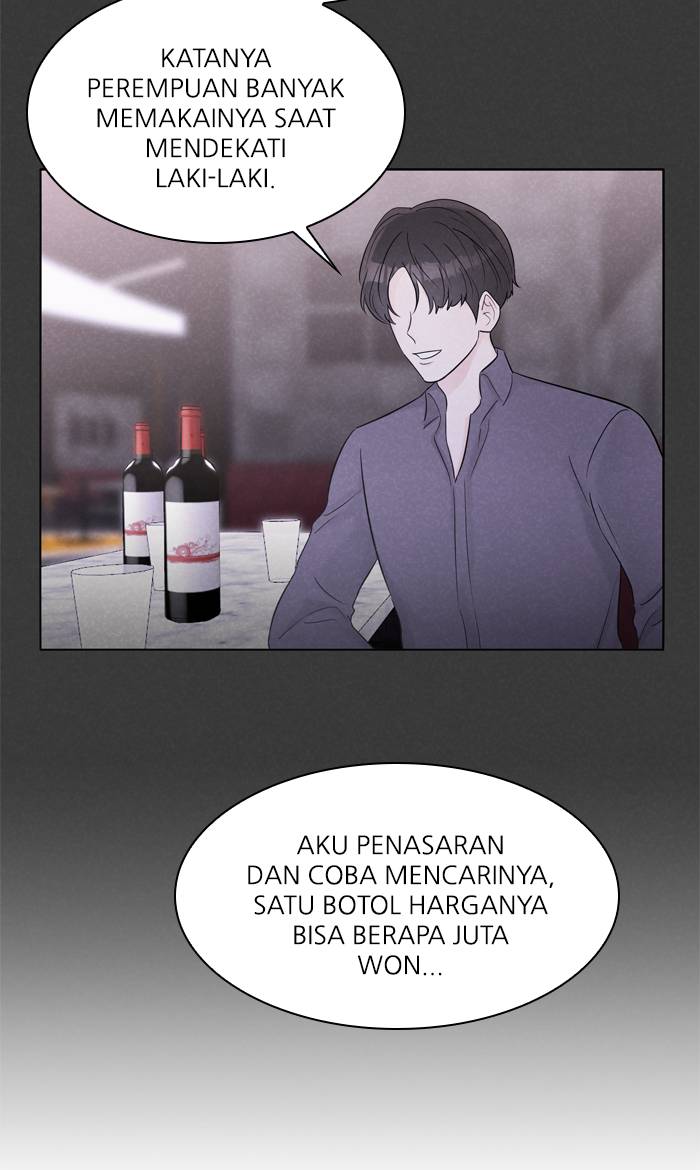 KATANYA
PEREMPUAN BANYAK
MEMAKAINYA SAAT
MENDEKATI
LAKI-LAKI.
AKU PENASARAN
DAN COBA MENCARINYA,
SATU BOTOL HARGANYA
BISA BERAPA JUTA
WON...